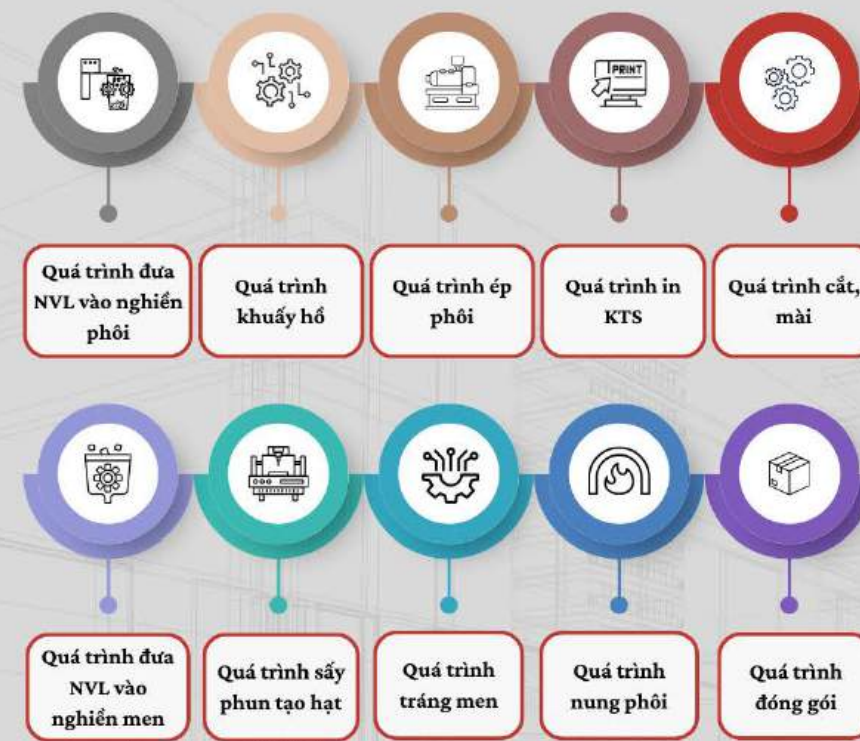 PRINT
Quá trình đưa
NVL vào nghiền
phôi
Quá trình
khuấy hồ
Quá trình ép
phôi
Quá trình in
KTS
Quá trình cắt,
mài
Quá trình đưa
NVL vào
nghiền men
Quá trình sấy
phun tạo hạt
Quá trình
tráng men
Quá trình
nung phôi
Quá trình
đóng gói